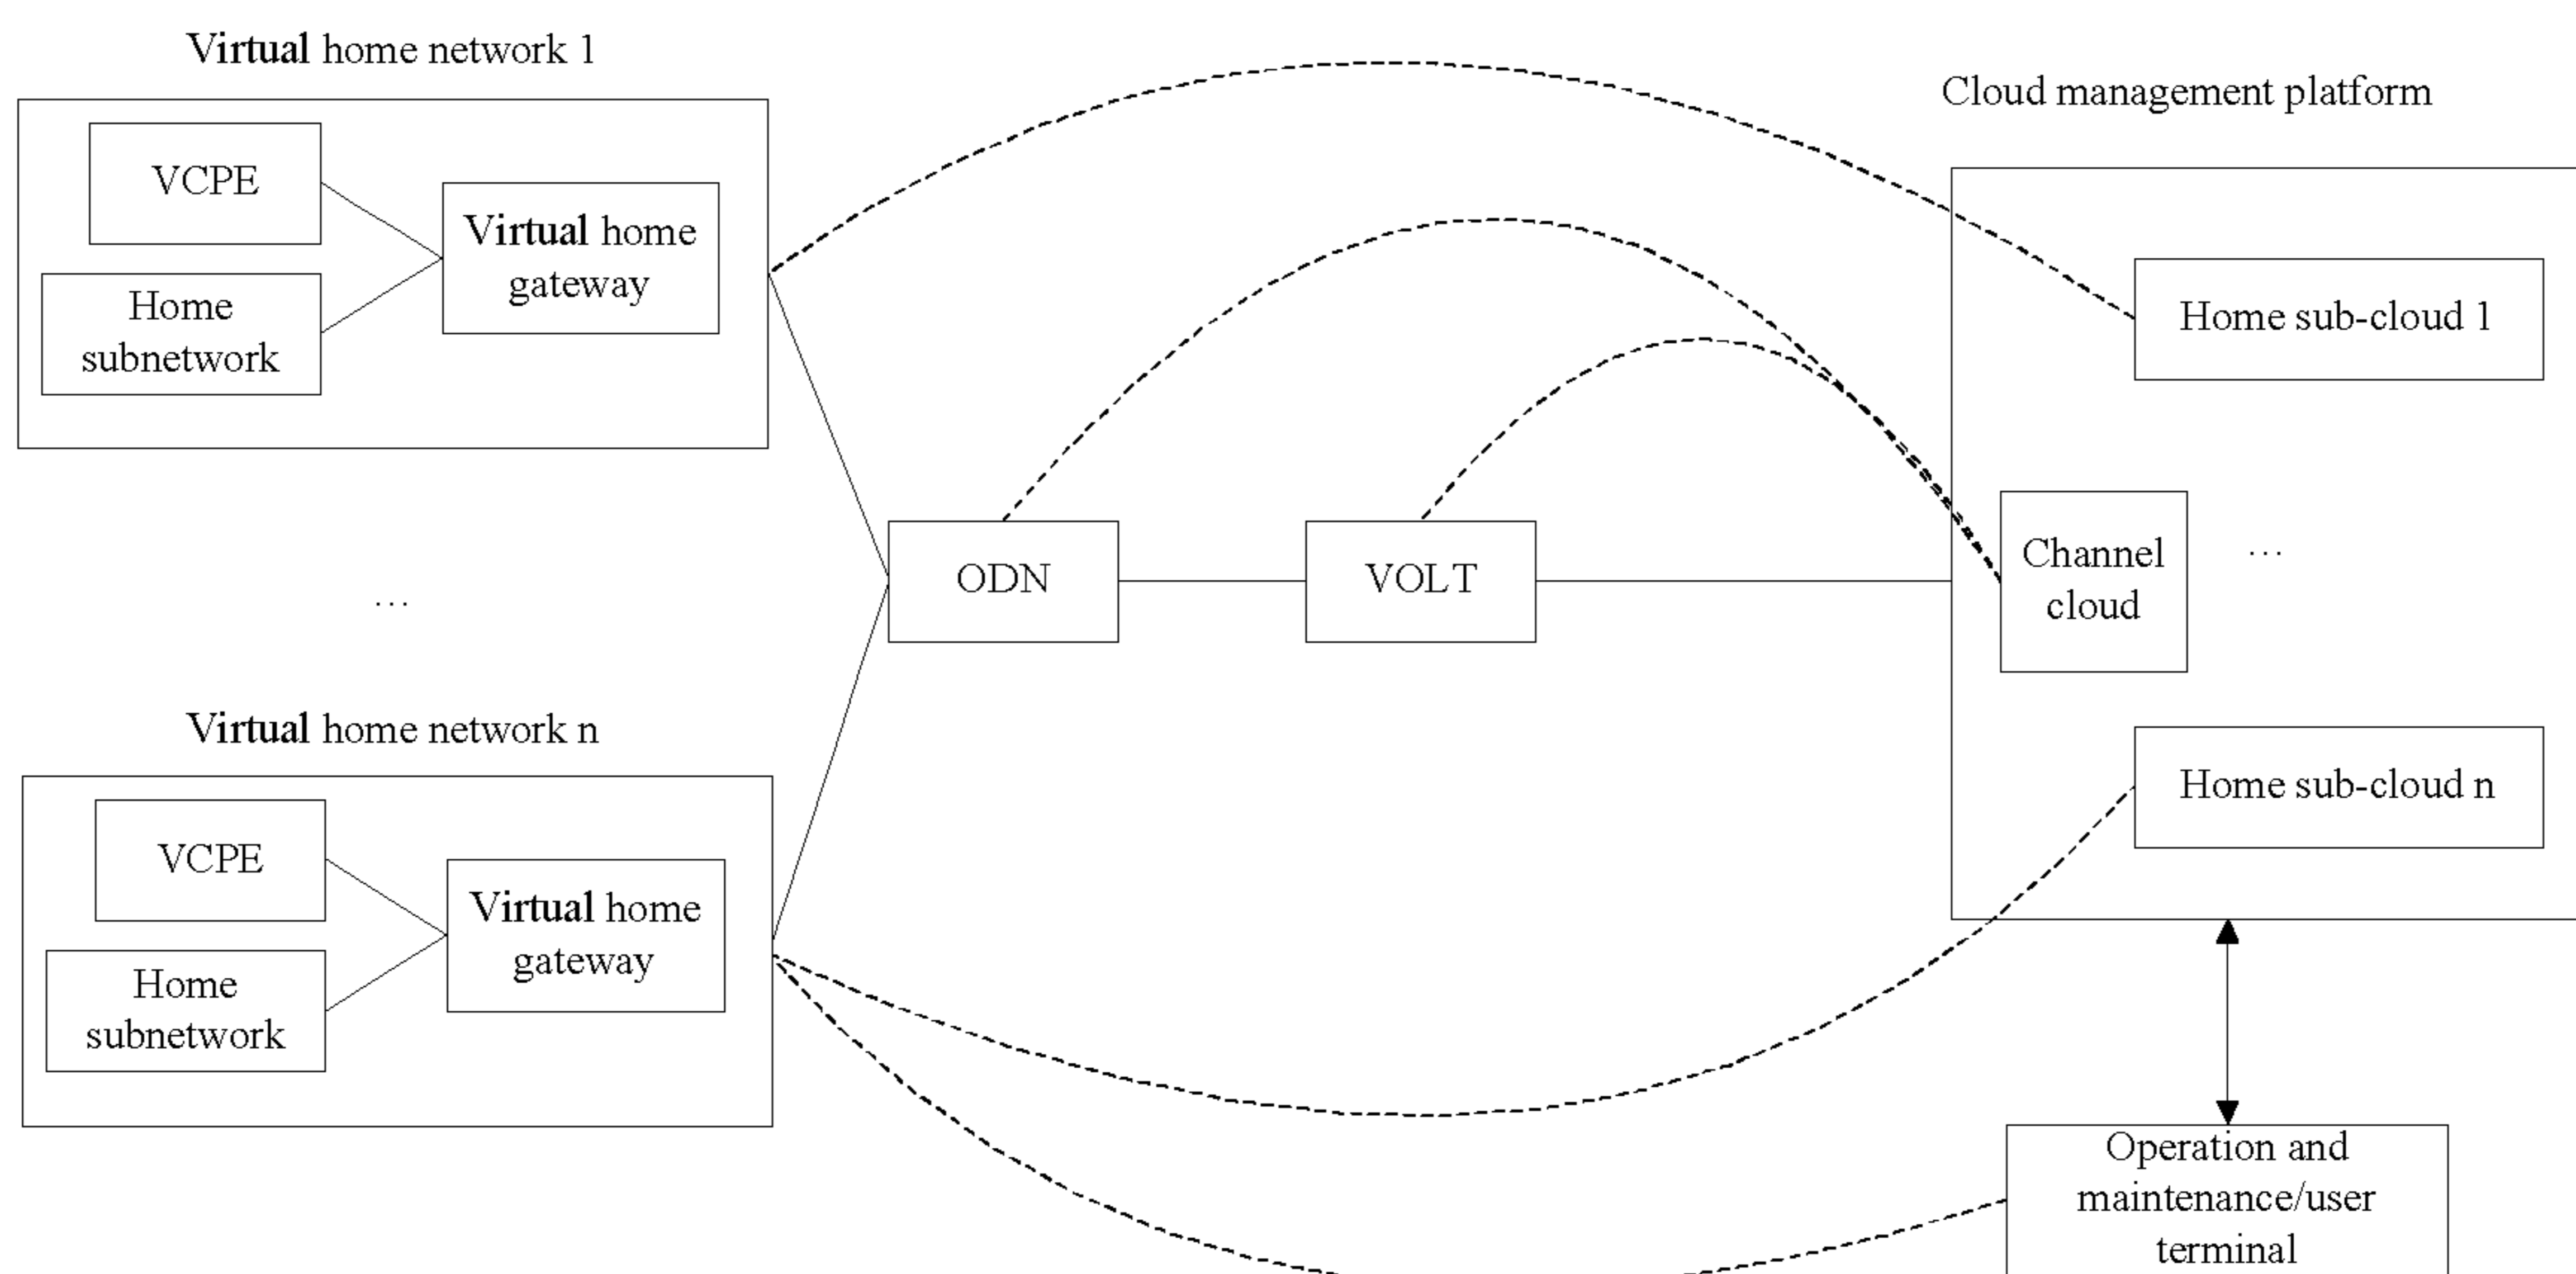 Virtual home network 1
Cloud management platform
VCPE
Virtual home
gateway
Home
subnetwork
Home sub-cloud 1
ODN
VOLT
Channel
cloud
...
...
Virtual home network n
Home sub-cloud n
VCPE
Virtual home
gateway
Home
subnetwork
Operation and
maintenance/user
terminal